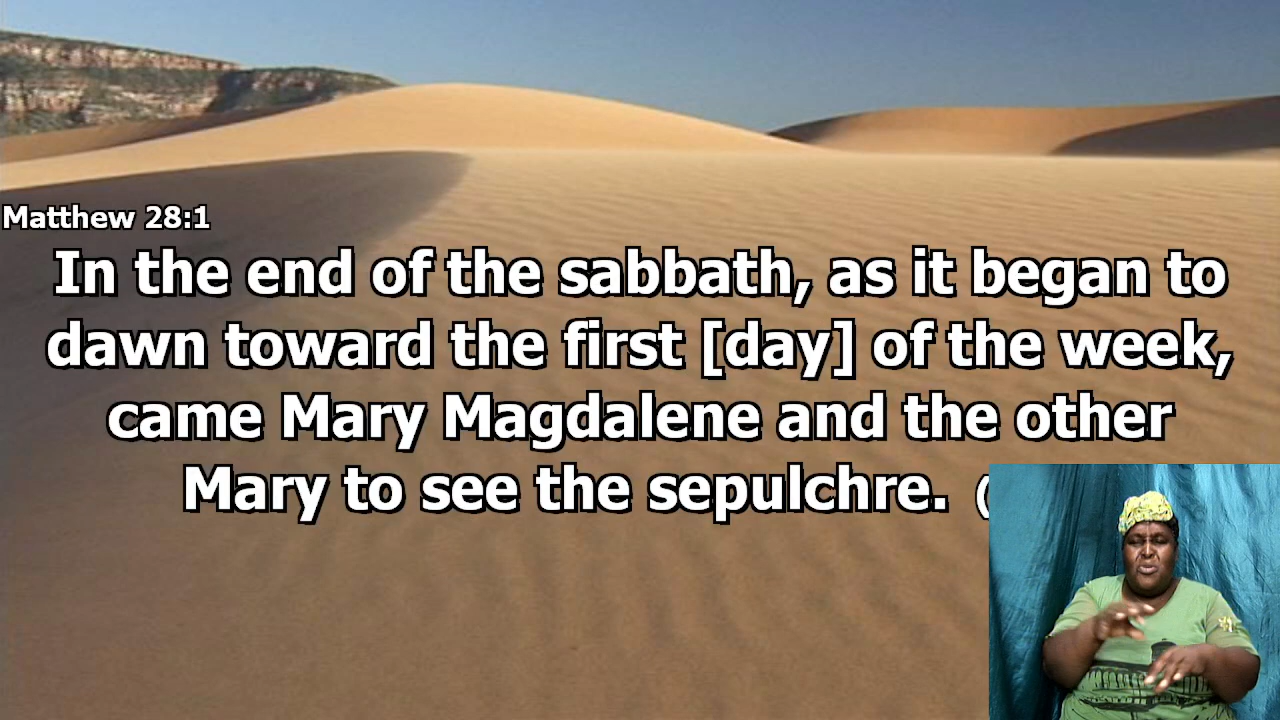 Matthew 28:1
In the end of the sabbath, as it began to
dawn toward the first [day] of the week,
came Mary Magdalene and the other
Mary to see the sepulchre. (